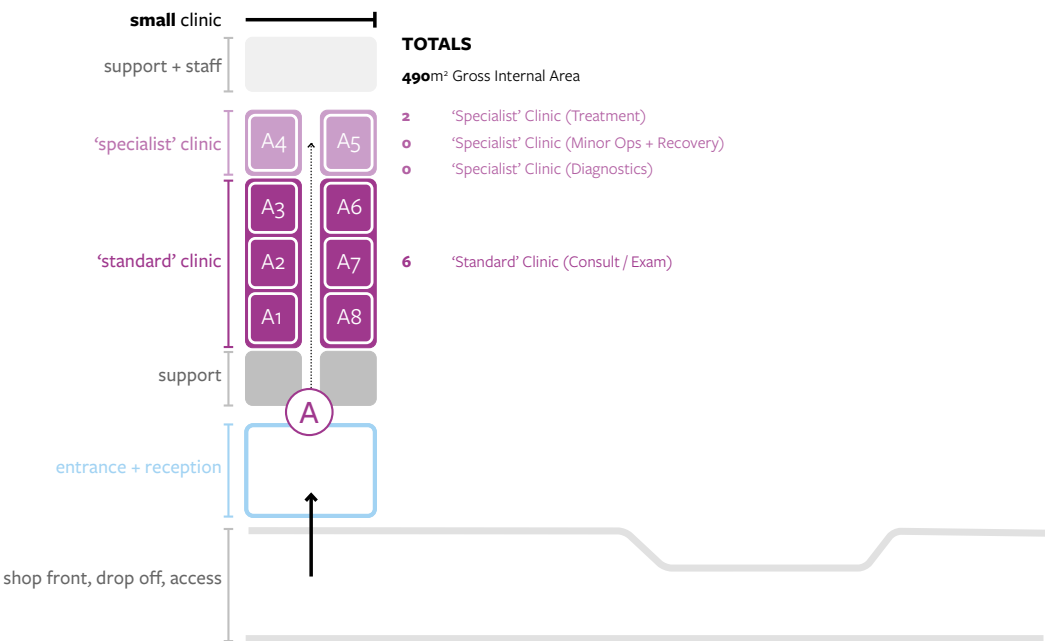 small clinic
TOTALS
support + staff
490m² Gross Internal Area
2 ‘Specialist’ Clinic (Treatment)
‘specialist’ clinic
A4 A5
0 ‘Specialist’ Clinic (Minor Ops + Recovery)
0 ‘Specialist’ Clinic (Diagnostics)
A3 A6
‘standard’ clinic
A2 A7
6 ‘Standard’ Clinic (Consult / Exam)
A1 A8
support
A
entrance + reception
shop front, drop off, access